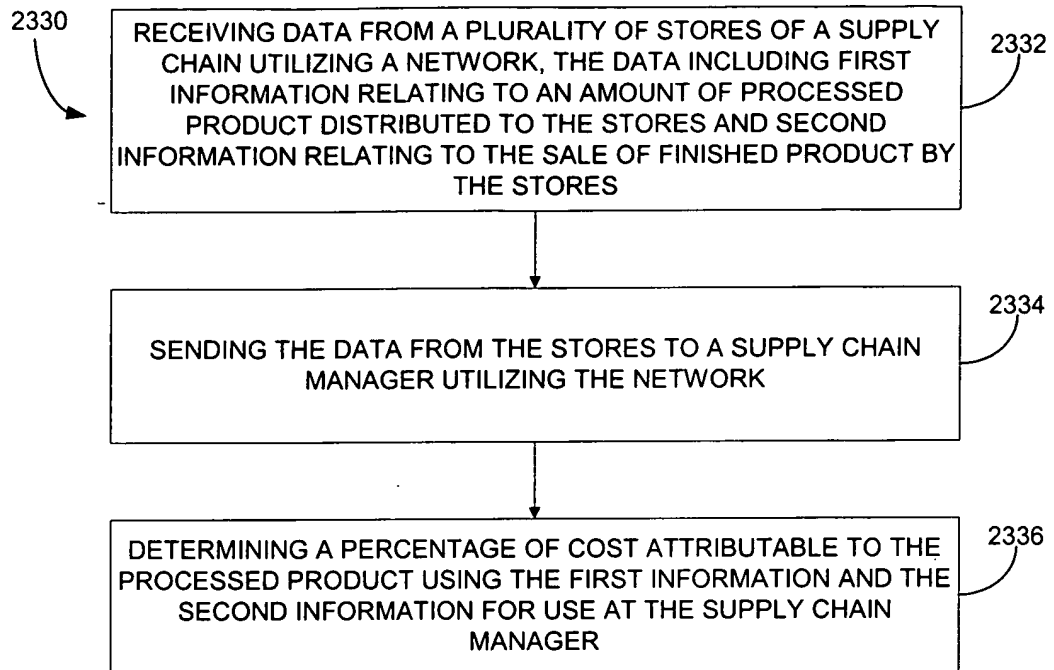 2330
RECEIVING DATA FROM A PLURALITY OF STORES OF A SUPPLY
CHAIN UTILIZING A NETWORK, THE DATA INCLUDING FIRST
INFORMATION RELATING TO AN AMOUNT OF PROCESSED
PRODUCT DISTRIBUTED TO THE STORES AND SECOND
INFORMATION RELATING TO THE SALE OF FINISHED PRODUCT BY
THE STORES
2332
SENDING THE DATA FROM THE STORES TO A SUPPLY CHAIN
MANAGER UTILIZING THE NETWORK
2334
DETERMINING A PERCENTAGE OF COST ATTRIBUTABLE TO THE
PROCESSED PRODUCT USING THE FIRST INFORMATION AND THE
SECOND INFORMATION FOR USE AT THE SUPPLY CHAIN
MANAGER
2336